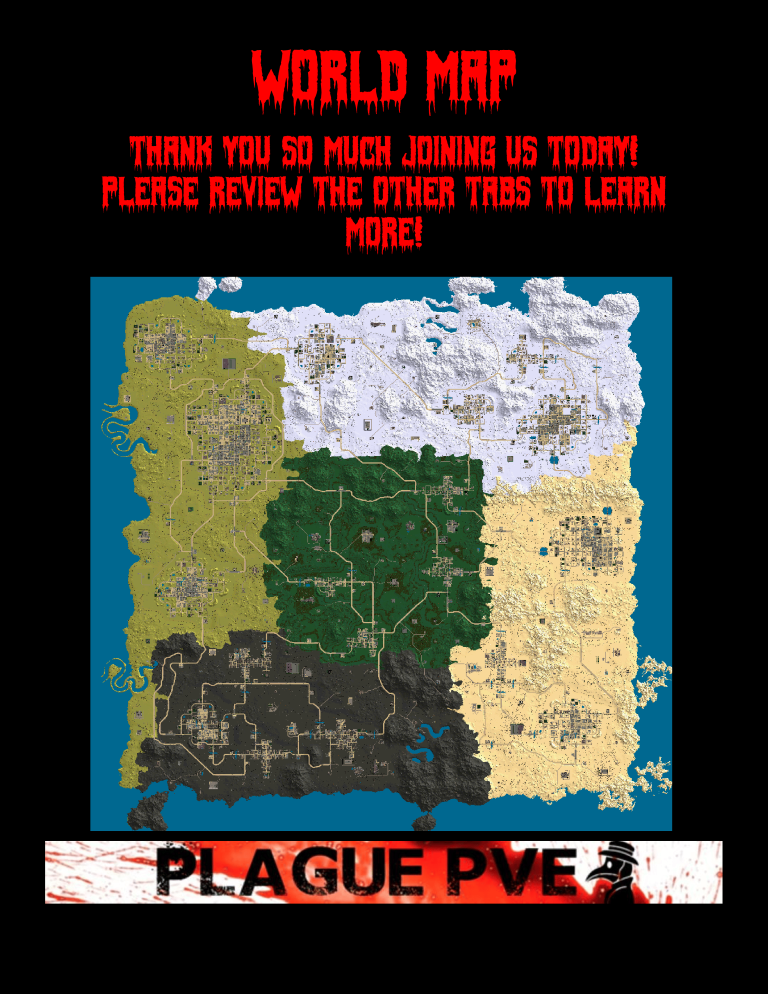 WORLD MAP
THANK YOU SO MUCH JOINING US TODAY!
PLEASE REVIEW THE OTHER TABS TO LEARN
MORE!
PLAGUE PVE